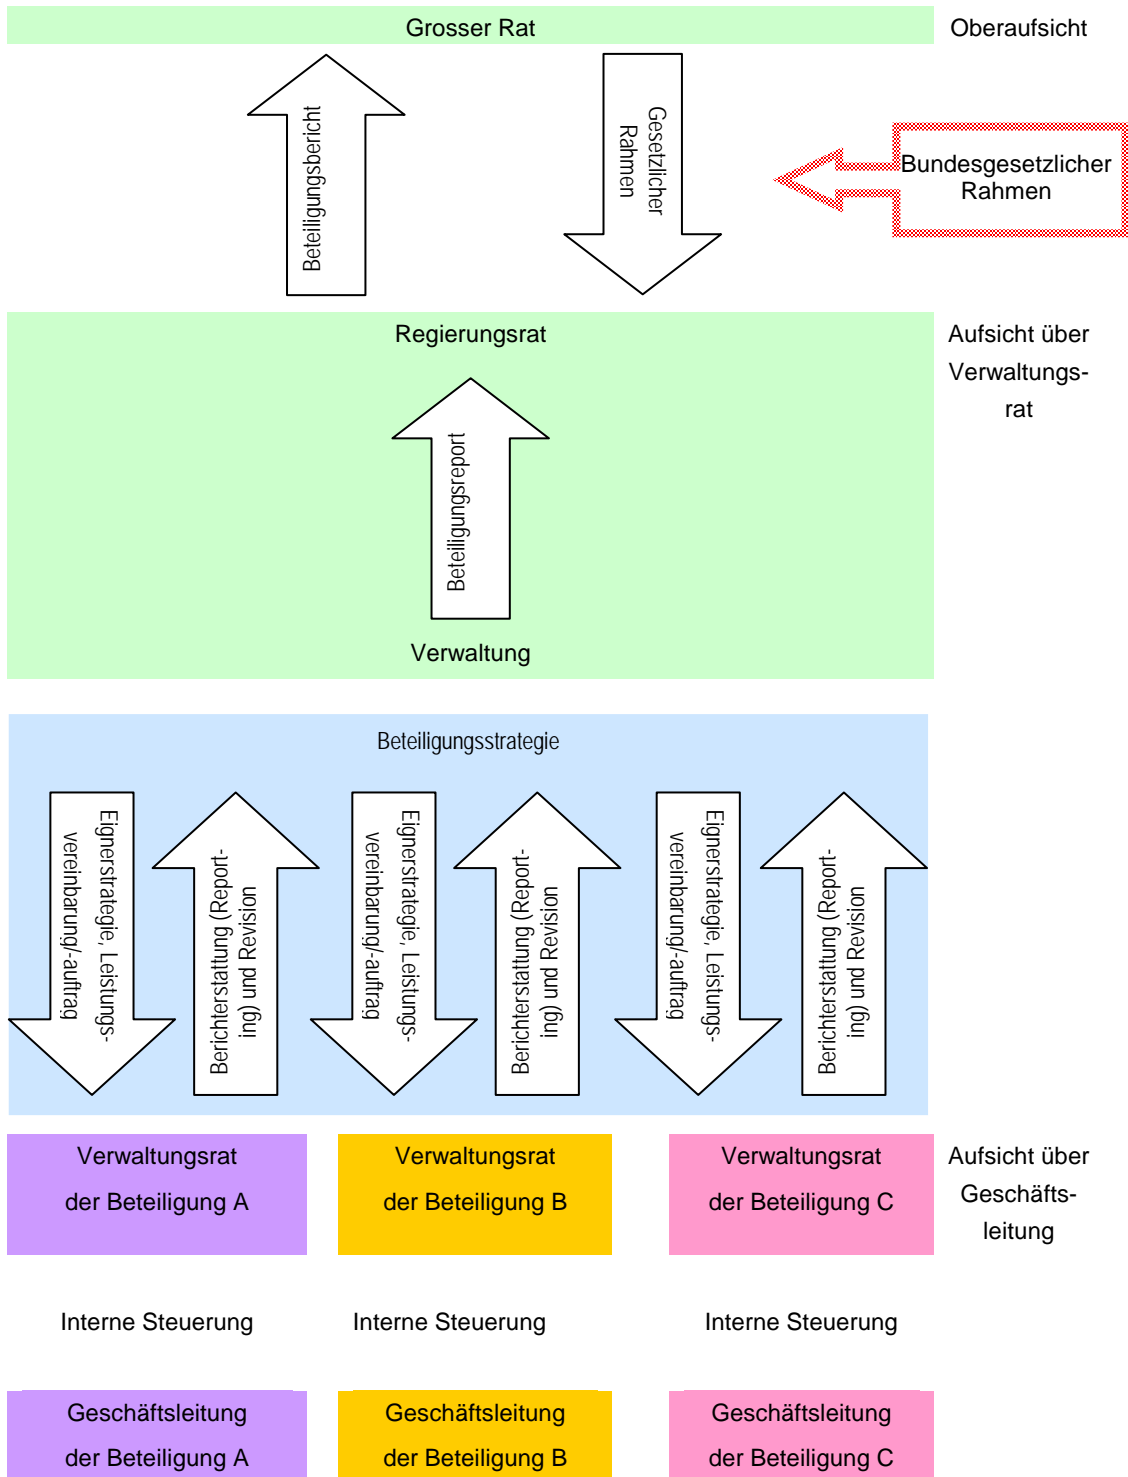 Grosser Rat
Oberaufsicht
Beteiligungsbericht
Gesetzlicher
Rahmen
Bundesgesetzlicher
Rahmen
Regierungsrat
Aufsicht über
Verwaltungs-
rat
Beteiligungsreport
Verwaltung
Beteiligungsstrategie
Eignerstrategie, Leistungs-
vereinbarung/-auftrag
Berichterstattung (Report-
ing) und Revision
Eignerstrategie, Leistungs-
vereinbarung/-auftrag
Berichterstattung (Report-
ing) und Revision
Eignerstrategie, Leistungs-
vereinbarung/-auftrag
Berichterstattung (Report-
ing) und Revision
Verwaltungsrat
der Beteiligung A
Verwaltungsrat
der Beteiligung B
Verwaltungsrat
der Beteiligung C
Aufsicht über
Geschäfts-
leitung
Interne Steuerung
Interne Steuerung
Interne Steuerung
Geschäftsleitung
der Beteiligung A
Geschäftsleitung
der Beteiligung B
Geschäftsleitung
der Beteiligung C